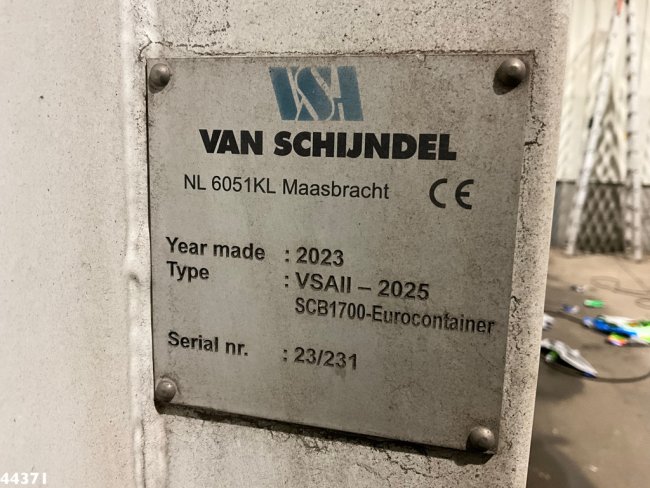 VSA
VAN SCHIJNDEL
NL 6051KL Maasbracht CE
Year made : 2023
Type : VSAII – 2025
SCB1700-Eurocontainer
Serial nr. : 23/231
44371